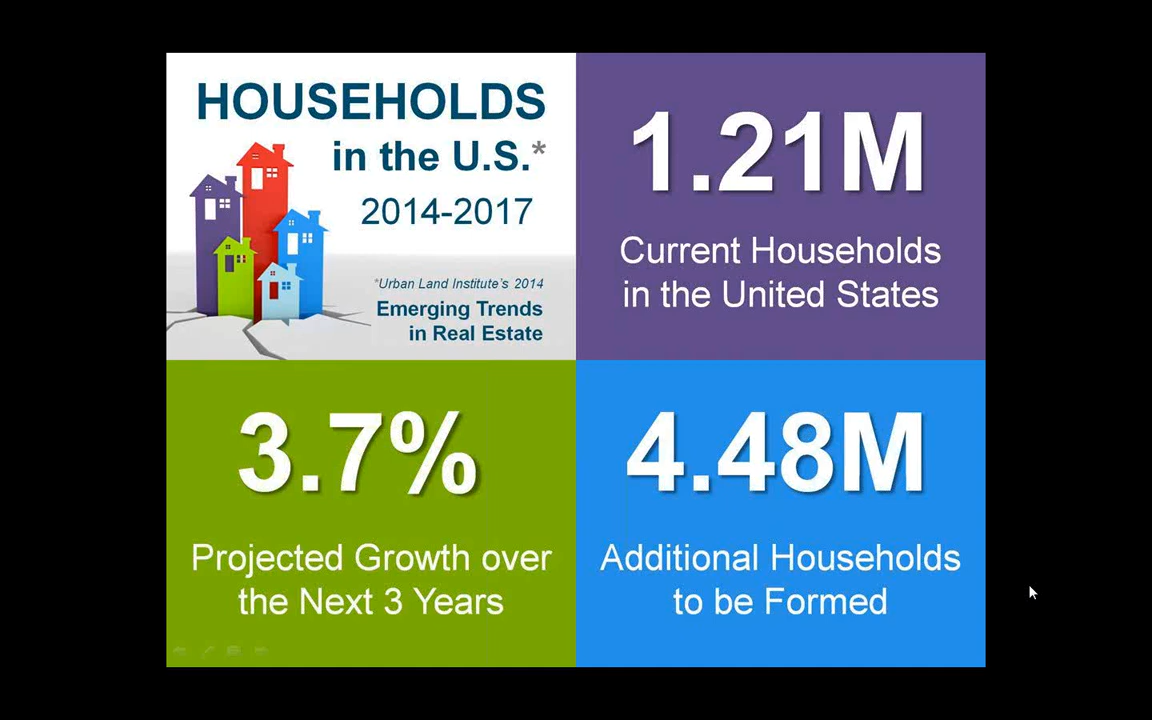 HOUSEHOLDS
in the U.S.*
2014-2017
*Urban Land Institute's 2014
Emerging Trends
in Real Estate
1.21M
Current Households
in the United States
3.7%
Projected Growth over
the Next 3 Years
4.48M
Additional Households
to be Formed